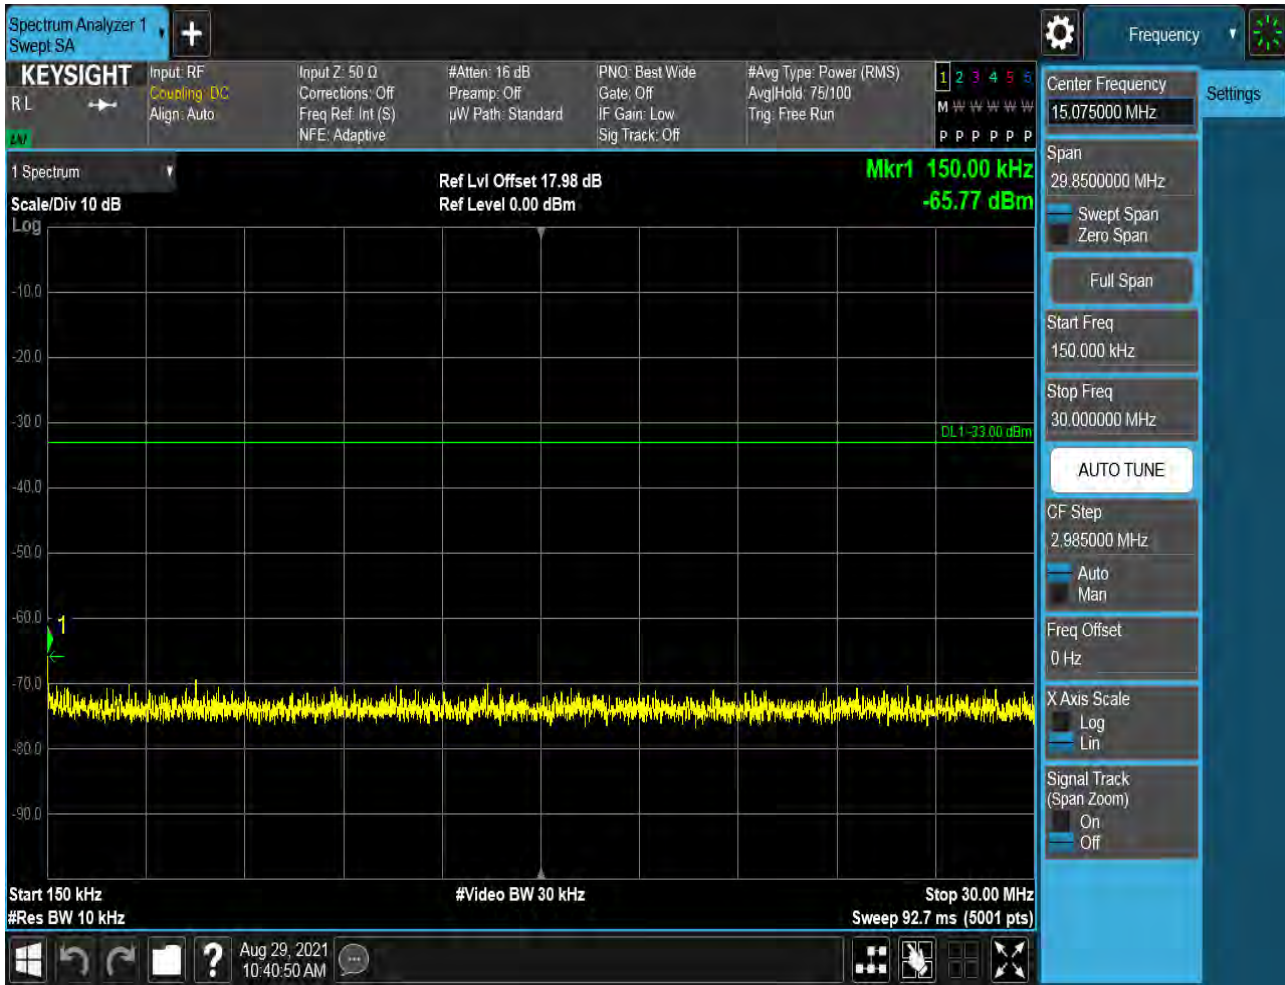 Spectrum Analyzer 1
Swept SA
+
Frequency
KEYSIGHT
R L
LXI
Input: RF
Coupling: DC
Align: Auto
Input Z: 50 Ω
Corrections: Off
Freq Ref: Int (S)
NFE: Adaptive
#Atten: 16 dB
Preamp: Off
µW Path: Standard
PNO: Best Wide
Gate: Off
IF Gain: Low
Sig Track: Off
#Avg Type: Power (RMS)
Avg|Hold: 75/100
Trig: Free Run
1 2 3 4 5 6
M W W W W W
P P P P P P
1 Spectrum
Scale/Div 10 dB
Log
Ref Lvl Offset 17.98 dB
Ref Level 0.00 dBm
Mkr1 150.00 kHz
-65.77 dBm
-10.0
-20.0
-30.0
DL1 -33.00 dBm
-40.0
-50.0
-60.0
1
-70.0
-80.0
-90.0
Start 150 kHz
#Video BW 30 kHz
Stop 30.00 MHz
#Res BW 10 kHz
Sweep 92.7 ms (5001 pts)
?
Aug 29, 2021
10:40:50 AM
Center Frequency
15.075000 MHz
Settings
Span
29.8500000 MHz
Swept Span
Zero Span
Full Span
Start Freq
150.000 kHz
Stop Freq
30.000000 MHz
AUTO TUNE
CF Step
2.985000 MHz
Auto
Man
Freq Offset
0 Hz
X Axis Scale
Log
Lin
Signal Track
(Span Zoom)
On
Off